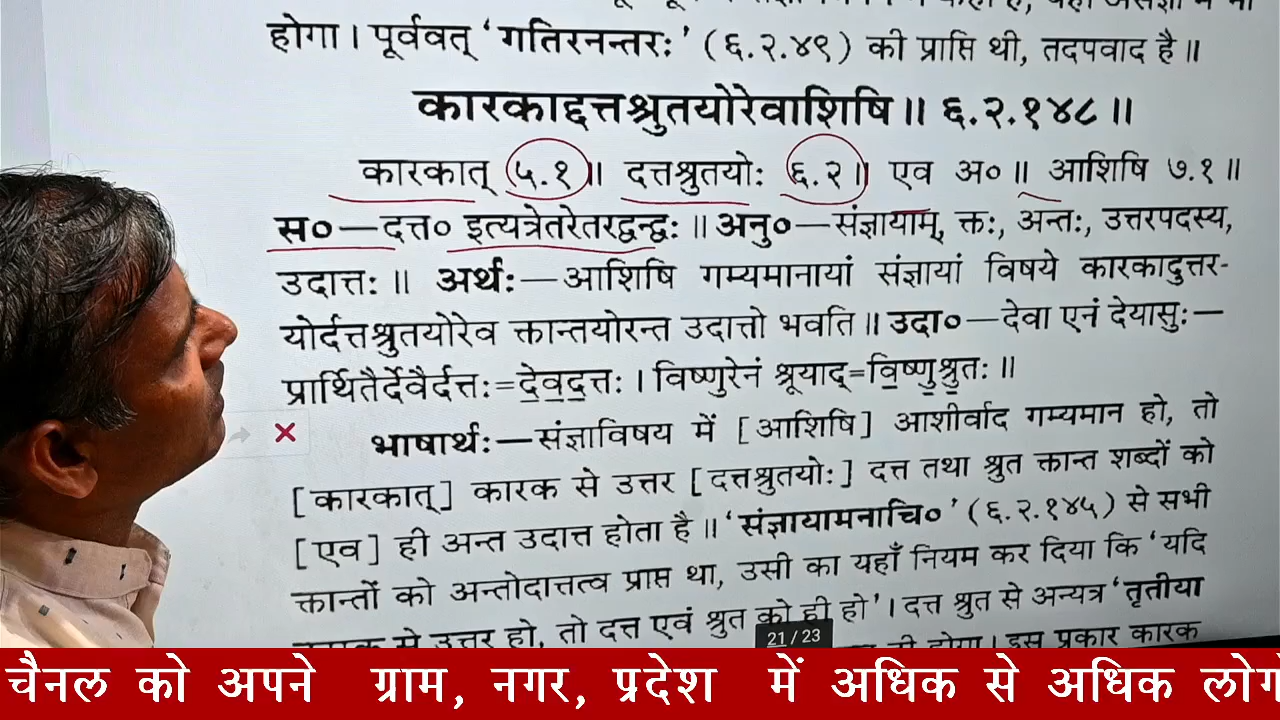 होगा। पूर्ववत् ‘गतिरनन्तरः’ (६.२.४९) की प्राप्ति थी, तदपवाद है॥
कारकाद्दत्तश्रुतयोरेवाशिषि॥ ६.२.१४८॥
कारकात् ५.१॥ दत्तश्रुतयोः ६.२॥ एव अ०॥ आशिषि ७.१॥
स०—दत्त० इत्यत्रेतरेतरद्वन्द्वः॥ अनु०—संज्ञायाम्, क्तः, अन्तः, उत्तरपदस्य,
उदात्तः॥ अर्थः—आशिषि गम्यमानायां संज्ञायां विषये कारकादुत्तर-
योर्दत्तश्रुतयोरेव क्तान्तयोरन्त उदात्तो भवति॥ उदा०—देवा एनं देयासुः—
प्रार्थितैर्देवैर्दत्तः=दे॒व॒द॒त्तः। विष्णुरेनं श्रूयाद्=वि॒ष्णु॒श्रु॒तः॥
भाषार्थः—संज्ञाविषय में [आशिषि] आशीर्वाद गम्यमान हो, तो
[कारकात्] कारक से उत्तर [दत्तश्रुतयोः] दत्त तथा श्रुत क्तान्त शब्दों को
[एव] ही अन्त उदात्त होता है॥ ‘संज्ञायामनाचि०’ (६.२.१४५) से सभी
क्तान्तों को अन्तोदात्तत्व प्राप्त था, उसी का यहाँ नियम कर दिया कि ‘यदि
से उत्तर हो, तो दत्त एवं श्रुत को ही हो’। दत्त श्रुत से अन्यत्र ‘तृतीया
होगा। इस प्रकार कारक
21 / 23
चैनल को अपने ग्राम, नगर, प्रदेश में अधिक से अधिक लोगो